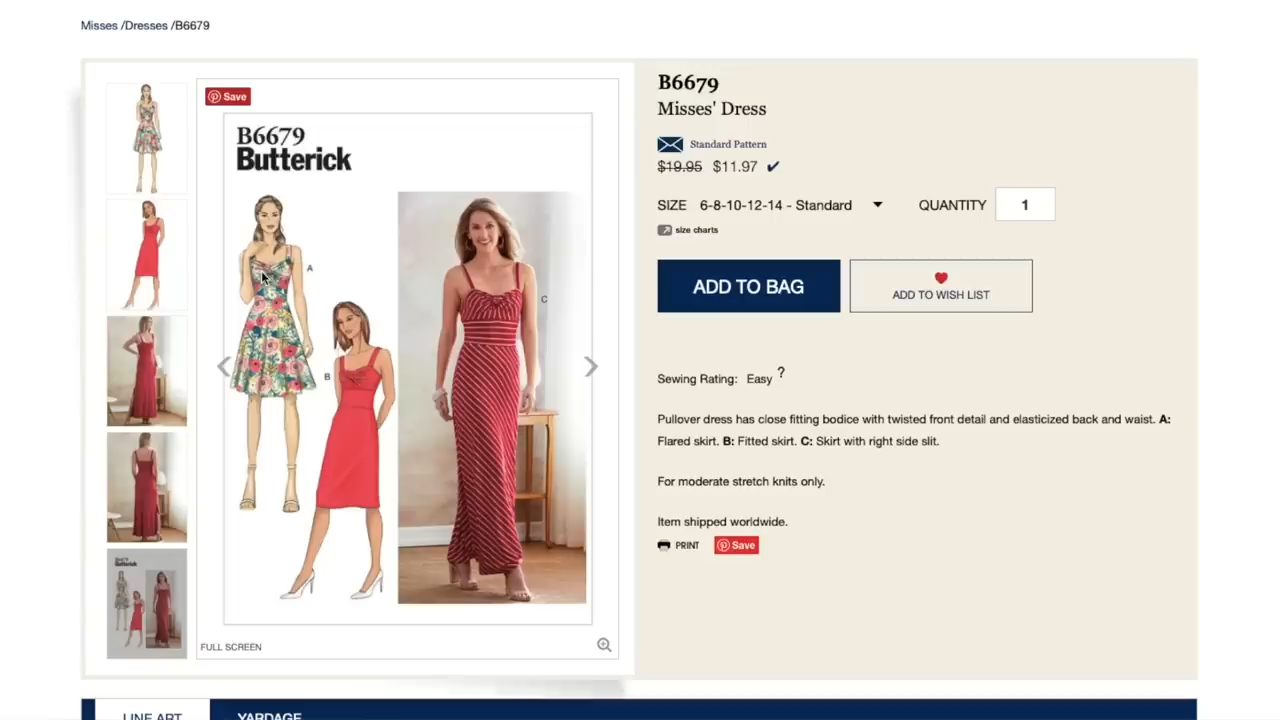 Misses /Dresses /B6679
Save
B6679
Butterick
A
B
C
FULL SCREEN
B6679
Misses' Dress
Standard Pattern
$19.95 $11.97 ✔
SIZE 6-8-10-12-14 - Standard QUANTITY 1
size charts
ADD TO BAG
ADD TO WISH LIST
Sewing Rating: Easy ?
Pullover dress has close fitting bodice with twisted front detail and elasticized back and waist. A:
Flared skirt. B: Fitted skirt. C: Skirt with right side slit.
For moderate stretch knits only.
Item shipped worldwide.
PRINT Save
LINE ART YARDAGE